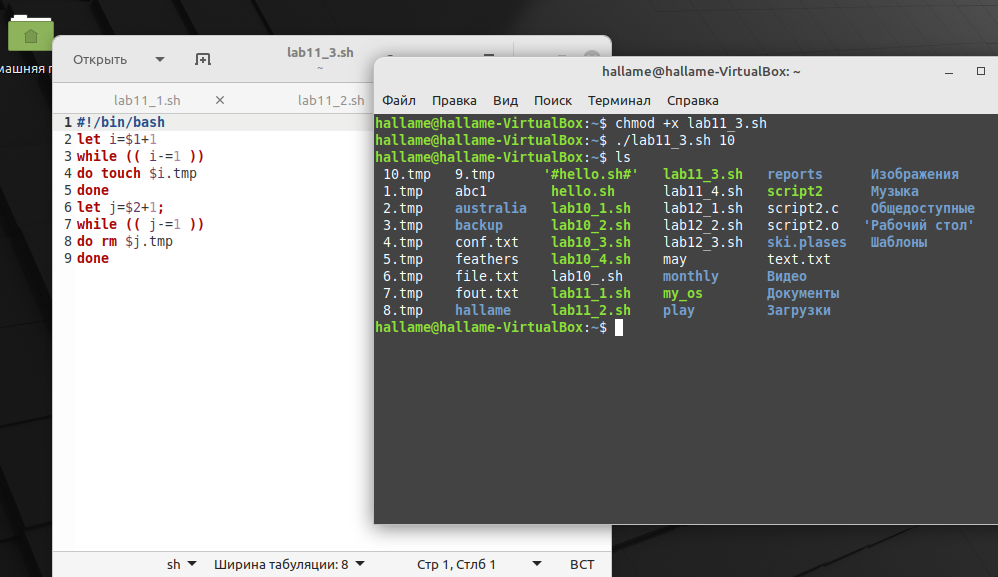 машняя п
Открыть
lab11_3.sh
~
lab11_1.sh
lab11_2.sh
1 #!/bin/bash
2 let i=$1+1
3 while (( i-=1 ))
4 do touch $i.tmp
5 done
6 let j=$2+1;
7 while (( j-=1 ))
8 do rm $j.tmp
9 done
sh Ширина табуляции: 8 Стр 1, Стлб 1 ВСТ
hallame@hallame-VirtualBox: ~
Файл Правка Вид Поиск Терминал Справка
hallame@hallame-VirtualBox:~$ chmod +x lab11_3.sh
hallame@hallame-VirtualBox:~$ ./lab11_3.sh 10
hallame@hallame-VirtualBox:~$ ls
10.tmp 9.tmp '#hello.sh#' lab11_3.sh reports Изображения
1.tmp abc1 hello.sh lab11_4.sh script2 Музыка
2.tmp australia lab10_1.sh lab12_1.sh script2.c Общедоступные
3.tmp backup lab10_2.sh lab12_2.sh script2.o 'Рабочий стол'
4.tmp conf.txt lab10_3.sh lab12_3.sh ski.plases Шаблоны
5.tmp feathers lab10_4.sh may text.txt
6.tmp file.txt lab10_.sh monthly Видео
7.tmp fout.txt lab11_1.sh my_os Документы
8.tmp hallame lab11_2.sh play Загрузки
hallame@hallame-VirtualBox:~$